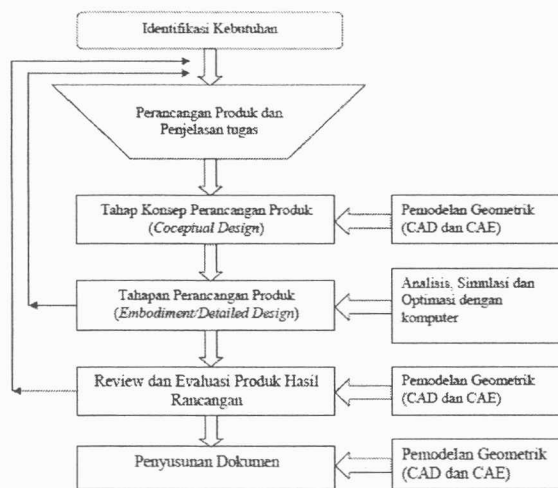 Identifikasi Kebutuhan
Perancangan Produk dan
Penjelasan tugas
Tahap Konsep Perancangan Produk
(Coceptual Design)
Pemodelan Geometrik
(CAD dan CAE)
Tahapan Perancangan Produk
(Embodiment/Detailed Design)
Analisis, Simulasi dan
Optimasi dengan
komputer
Review dan Evaluasi Produk Hasil
Rancangan
Pemodelan Geometrik
(CAD dan CAE)
Penyusunan Dokumen
Pemodelan Geometrik
(CAD dan CAE)